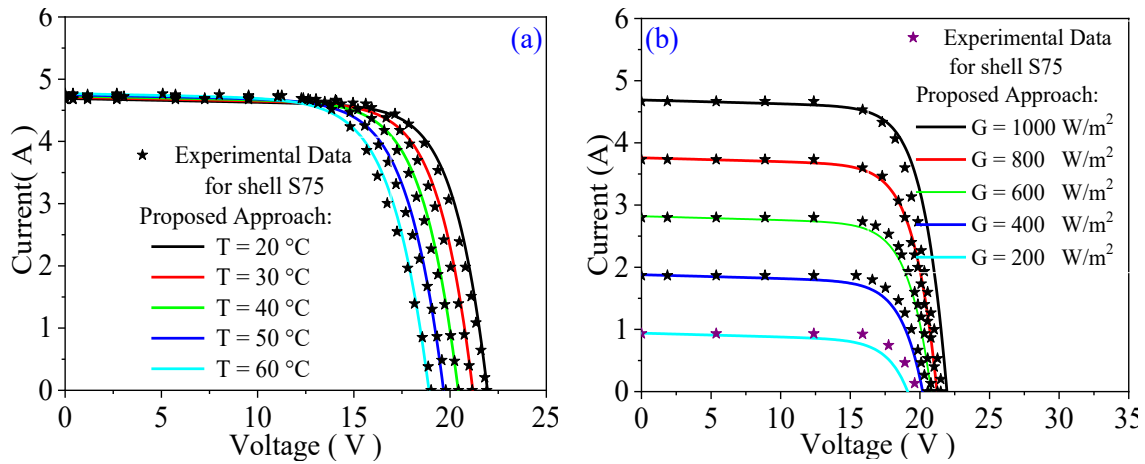 (a)
6
5
4
3
2
1
0
Current( A )
Experimental Data
for shell S75
Proposed Approach:
T = 20 °C
T = 30 °C
T = 40 °C
T = 50 °C
T = 60 °C
0 5 10 15 20 25
Voltage ( V )
(b)
6
5
4
3
2
1
0
Current (A)
Experimental Data
for shell S75
Proposed Approach:
G = 1000 W/m²
G = 800 W/m²
G = 600 W/m²
G = 400 W/m²
G = 200 W/m²
0 5 10 15 20 25 30 35
Voltage ( V )